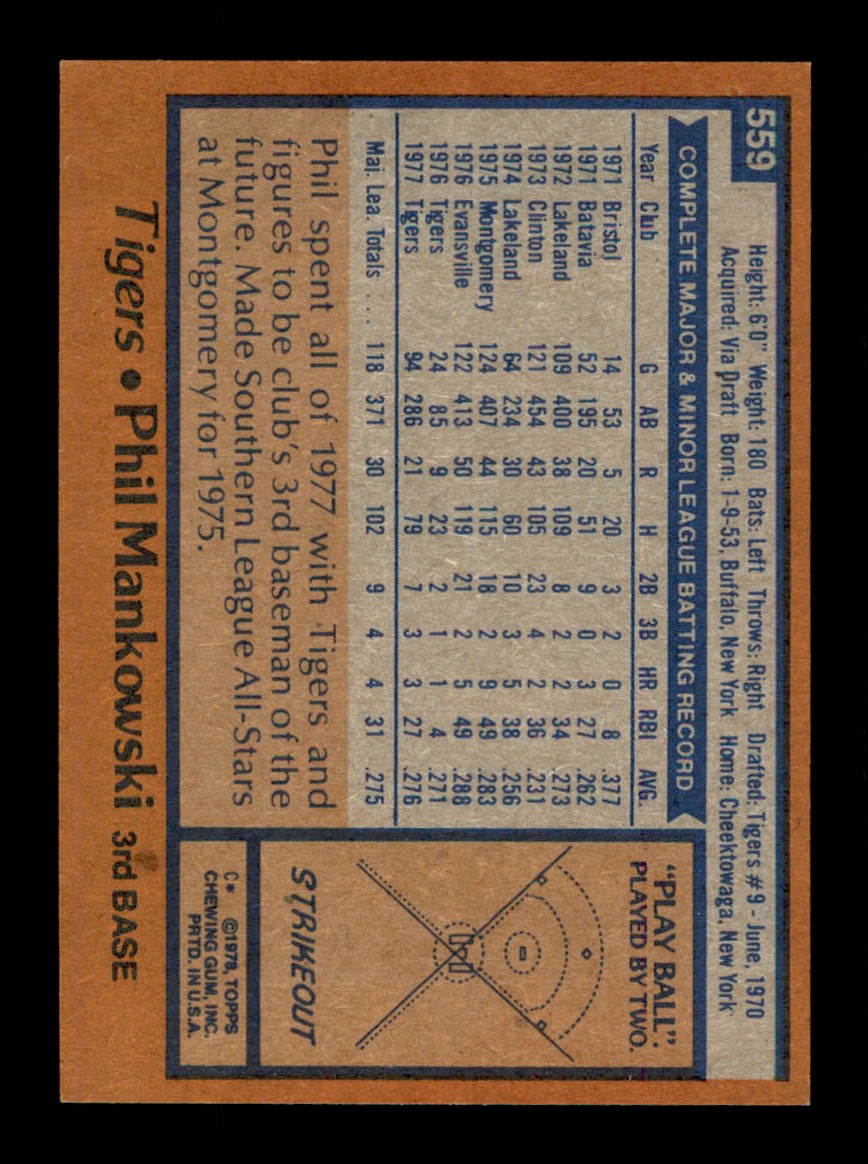 559
Height: 6'0" Weight: 180 Bats: Left Throws: Right Drafted: Tigers #9 - June, 1970
Acquired: Via Draft Born: 1-9-53, Buffalo, New York Home: Cheektowaga, New York
COMPLETE MAJOR & MINOR LEAGUE BATTING RECORD
Year Club G AB R H 2B 3B HR RBI AVG.
1971 Bristol 14 53 5 20 3 2 0 8 .377
1971 Batavia 52 195 20 51 9 0 3 27 .262
1972 Lakeland 109 400 38 109 8 2 2 34 .273
1973 Clinton 121 454 43 105 23 4 2 36 .231
1974 Lakeland 64 234 30 60 10 3 5 38 .256
1975 Montgomery 124 407 44 115 18 2 9 49 .283
1976 Evansville 122 413 50 119 21 2 5 49 .288
1976 Tigers 24 85 9 23 2 1 1 4 .271
1977 Tigers 94 286 21 79 7 3 3 27 .276
Maj. Lea. Totals .... 118 371 30 102 9 4 4 31 .275
Phil spent all of 1977 with Tigers and
figures to be club's 3rd baseman of the
future. Made Southern League All-Stars
at Montgomery for 1975.
"PLAY BALL":
PLAYED BY TWO.
STRIKEOUT
C* ©1978, TOPPS
CHEWING GUM, INC.
PRTD. IN U.S.A.
Tigers • Phil Mankowski 3rd BASE